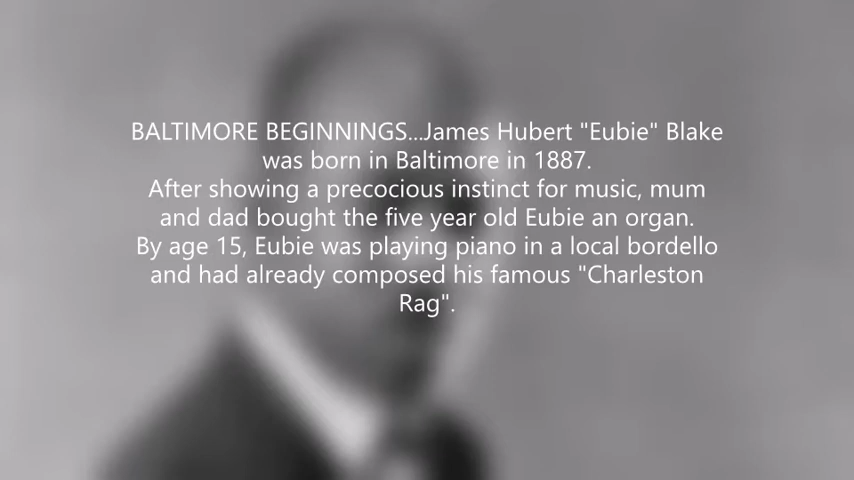 BALTIMORE BEGINNINGS...James Hubert "Eubie" Blake
was born in Baltimore in 1887.
After showing a precocious instinct for music, mum
and dad bought the five year old Eubie an organ.
By age 15, Eubie was playing piano in a local bordello
and had already composed his famous "Charleston
Rag".